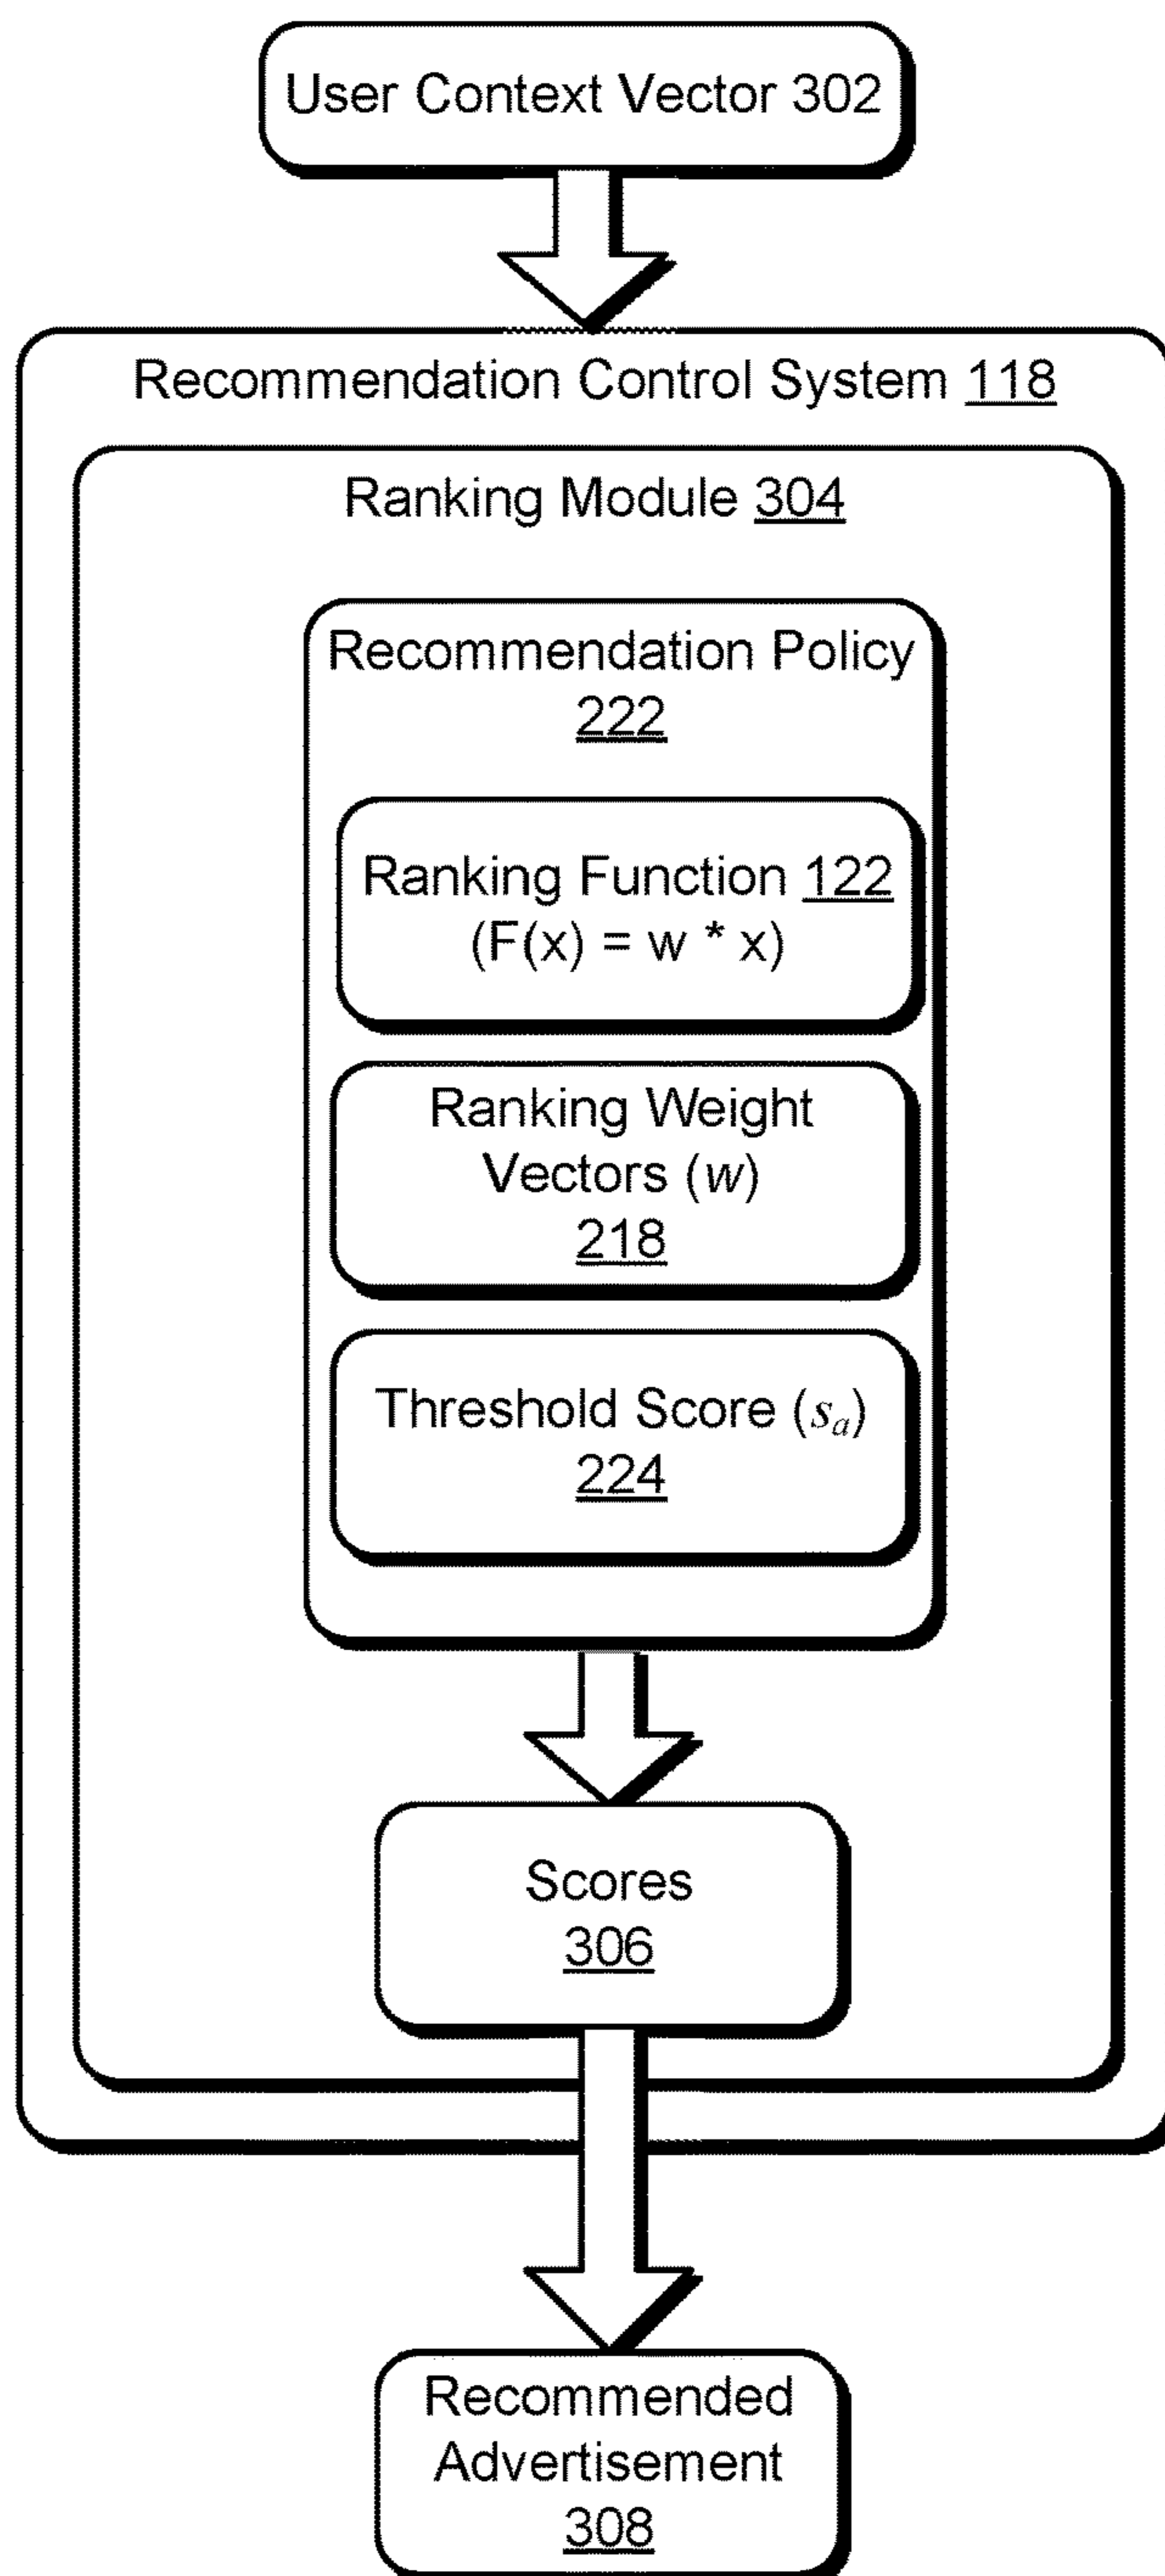 User Context Vector 302
Recommendation Control System 118
Ranking Module 304
Recommendation Policy
222
Ranking Function 122
(F(x) = w * x)
Ranking Weight
Vectors (w)
218
Threshold Score (sₐ)
224
Scores
306
Recommended
Advertisement
308